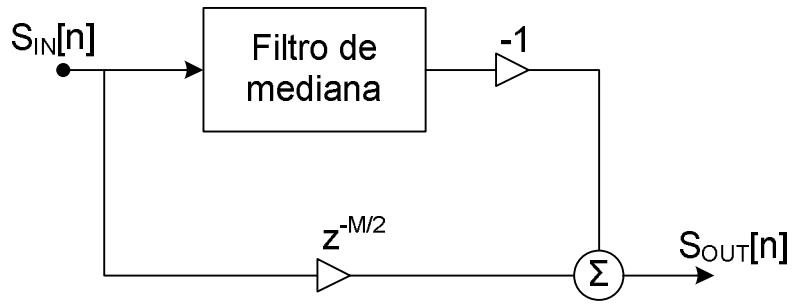 S_IN[n]
Filtro de
mediana
-1
z^-M/2
Σ
S_OUT[n]